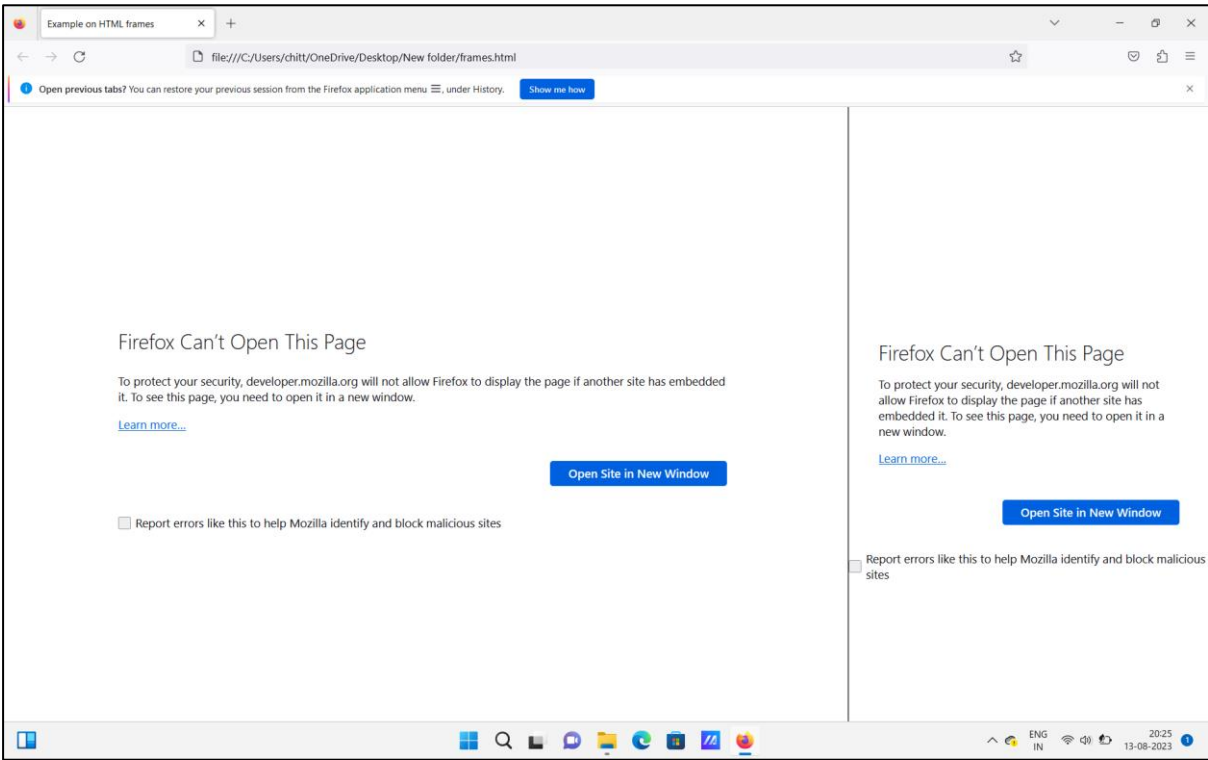 Example on HTML frames
file:///C:/Users/chitt/OneDrive/Desktop/New folder/frames.html
Open previous tabs? You can restore your previous session from the Firefox application menu ☰, under History. Show me how
Firefox Can't Open This Page
To protect your security, developer.mozilla.org will not allow Firefox to display the page if another site has embedded
it. To see this page, you need to open it in a new window.
Learn more...
Open Site in New Window
Report errors like this to help Mozilla identify and block malicious sites
Firefox Can't Open This Page
To protect your security, developer.mozilla.org will not
allow Firefox to display the page if another site has
embedded it. To see this page, you need to open it in a
new window.
Learn more...
Open Site in New Window
Report errors like this to help Mozilla identify and block malicious
sites
ENG
IN
20:25
13-08-2023
1